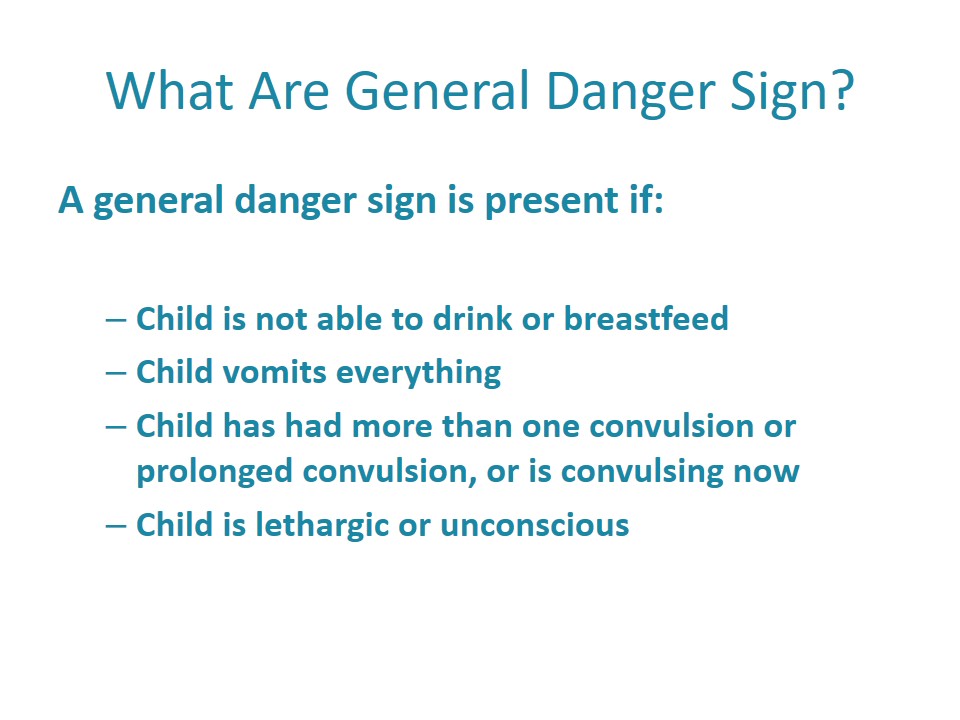 What Are General Danger Sign?
A general danger sign is present if:
– Child is not able to drink or breastfeed
– Child vomits everything
– Child has had more than one convulsion or
prolonged convulsion, or is convulsing now
– Child is lethargic or unconscious